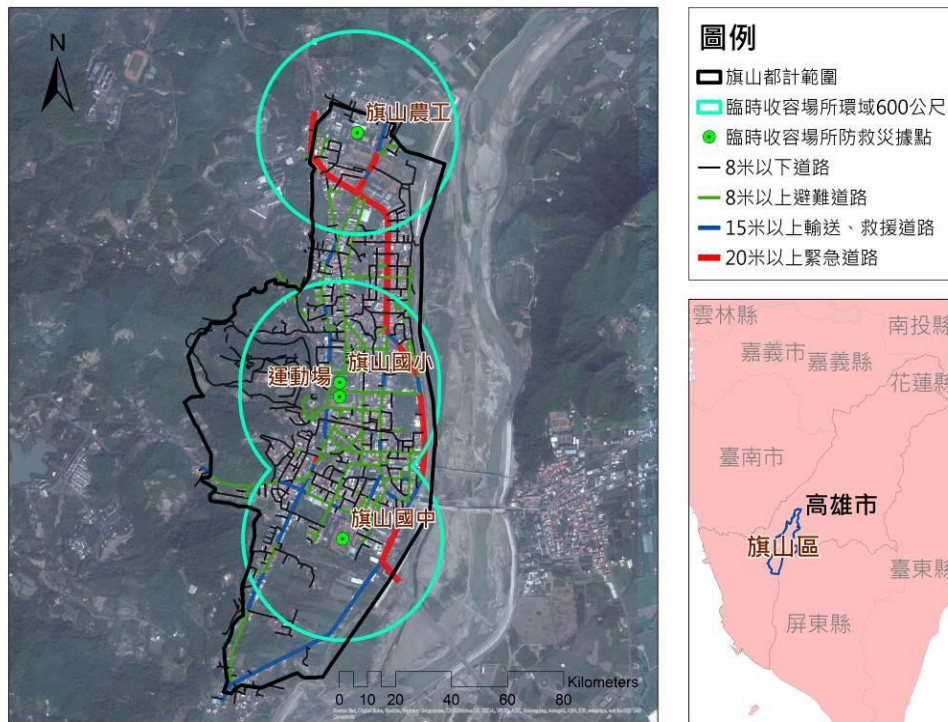 N
旗山農工
旗山國小
運動場
旗山國中
Kilometers
0 10 20 40 60 80
圖例
旗山都計範圍
臨時收容場所環域600公尺
臨時收容場所防救災據點
8米以下道路
8米以上避難道路
15米以上輸送、救援道路
20米以上緊急道路
雲林縣
南投縣
嘉義市
嘉義縣
花蓮縣
臺南市
高雄市
旗山區
臺東縣
屏東縣